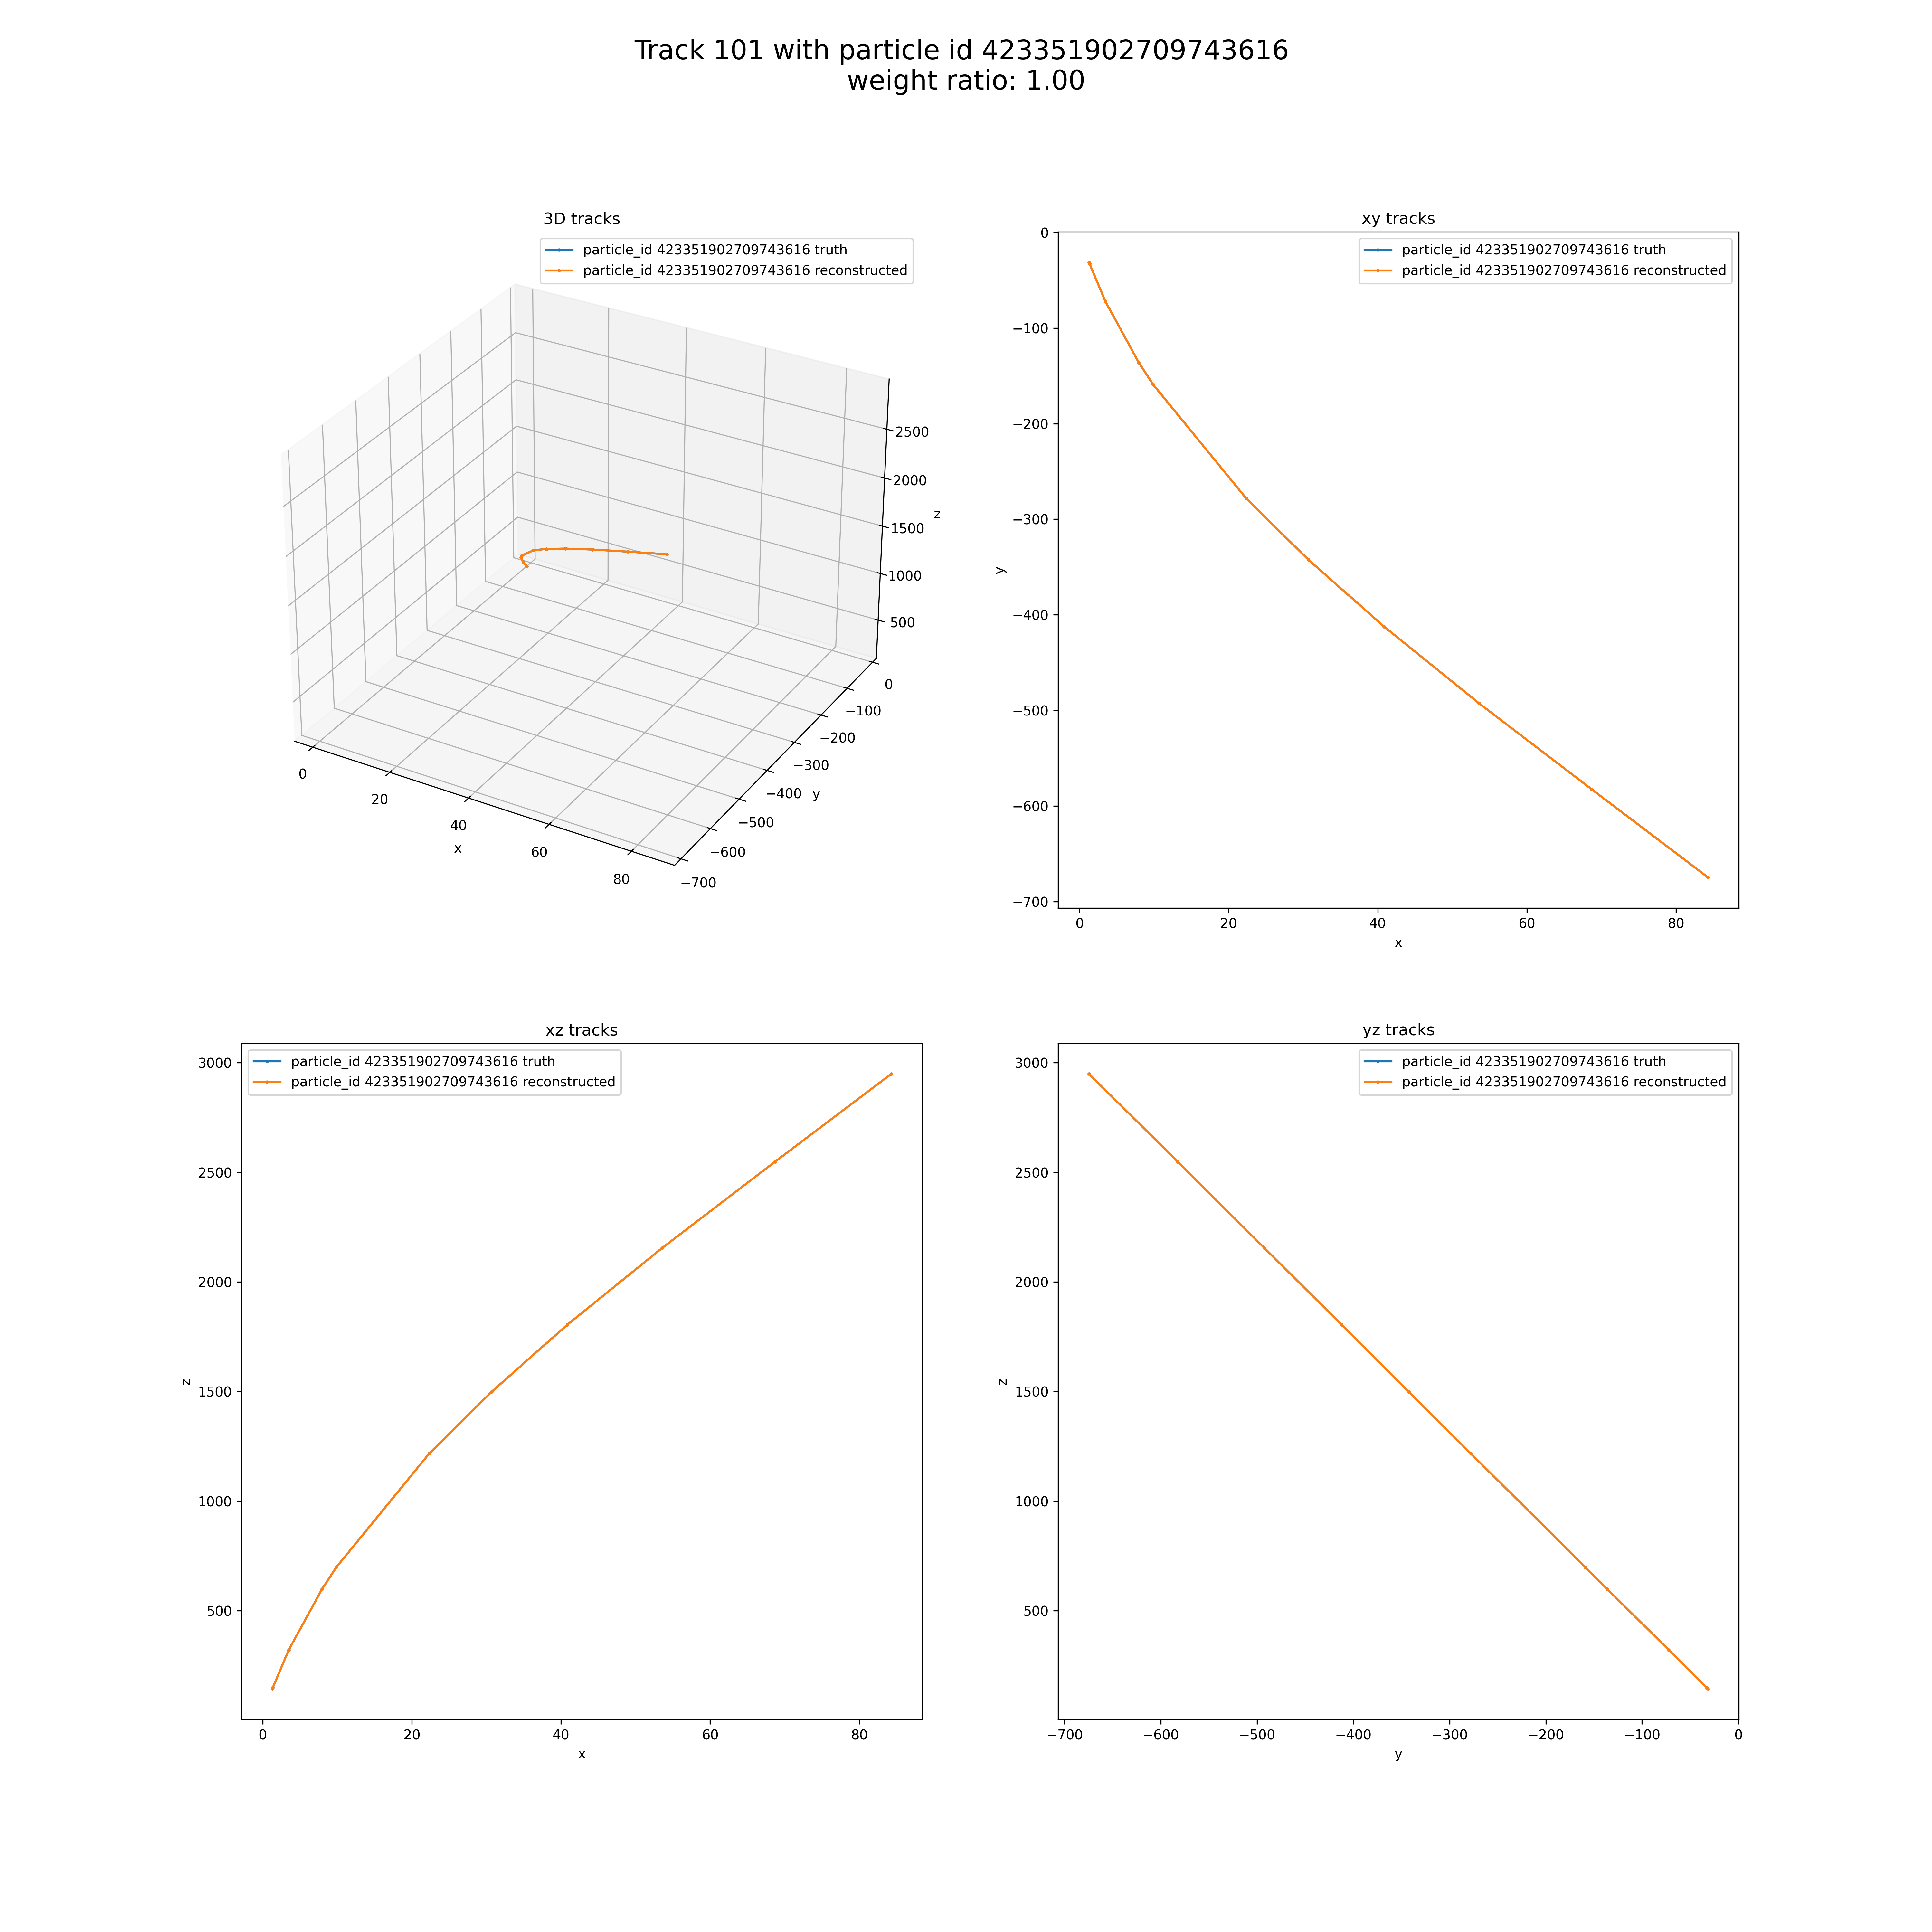 Track 101 with particle id 423351902709743616
weight ratio: 1.00
3D tracks
particle_id 423351902709743616 truth
particle_id 423351902709743616 reconstructed
2500
2000
z
1500
1000
500
0
−100
−200
−300
−400 y
−500
−600
−700
0
20
40
60
80
x
xy tracks
particle_id 423351902709743616 truth
particle_id 423351902709743616 reconstructed
0
−100
−200
−300
−400
−500
−600
−700
y
0 20 40 60 80
x
xz tracks
particle_id 423351902709743616 truth
particle_id 423351902709743616 reconstructed
3000
2500
2000
1500
1000
500
z
0 20 40 60 80
x
yz tracks
particle_id 423351902709743616 truth
particle_id 423351902709743616 reconstructed
3000
2500
2000
1500
1000
500
z
−700 −600 −500 −400 −300 −200 −100 0
y